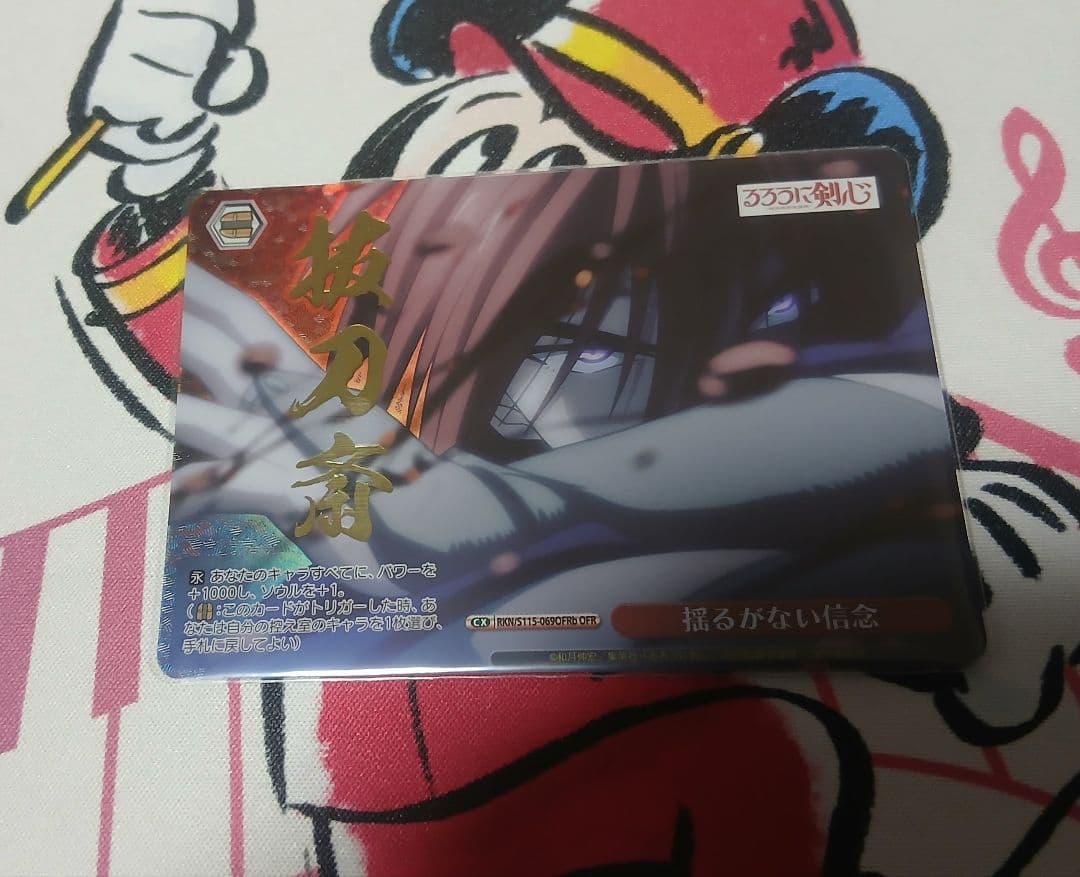 るろうに剣心
抜刀斎
永 あなたのキャラすべてに、パワーを
+1000し、ソウルを+1。
( :このカードがトリガーした時、あ
なたは自分の控え室のキャラを1枚選び、
手札に戻してよい)
CX RKN/S115-069OFRb OFR
揺るがない信念
©和月伸宏／集英社